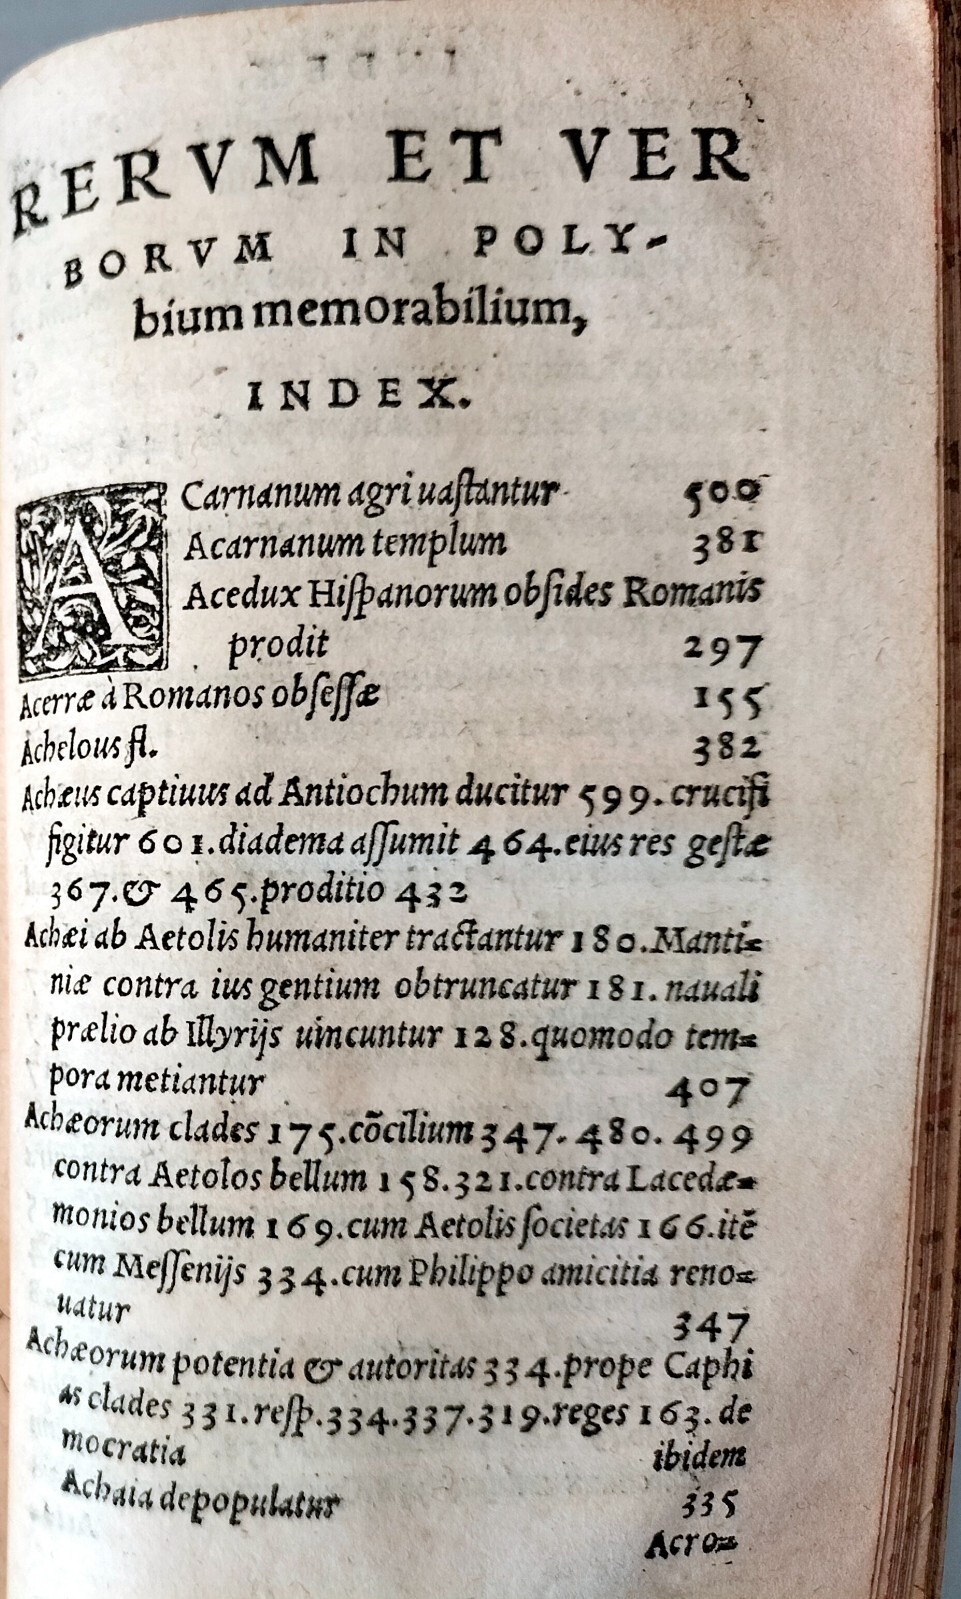 RERVM ET VER
BORVM IN POLY-
bium memorabilium,
INDEX.
ACarnanum agri uaſtantur 500
Acarnanum templum 381
Acedux Hiſpanorum obſides Romanis
prodit 297
Acerræ à Romanos obſeſſæ 155
Achelous fl. 382
Achæus captiuus ad Antiochum ducitur 599. crucifi
figitur 601. diadema aſſumit 464. eius res geſtæ
367. & 465. proditio 432
Achæi ab Aetolis humaniter tractantur 180. Manti=
niæ contra ius gentium obtruncatur 181. nauali
prælio ab Illyrijs uincuntur 128. quomodo tem=
pora metiantur 407
Achæorum clades 175. cõcilium 347. 480. 499
contra Aetolos bellum 158. 321. contra Lacedæ=
monios bellum 169. cum Aetolis ſocietas 166. itẽ
cum Meſſenijs 334. cum Philippo amicitia reno=
uatur 347
Achæorum potentia & autoritas 334. prope Caphi
as clades 331. reſp. 334. 337. 319. reges 163. de
mocratia ibidem
Achaia depopulatur 335
Acro=